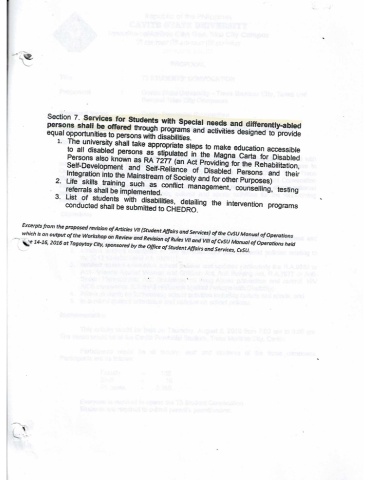 Section 7. Services for Students with Special needs and differently-abled
persons shall be offered through programs and activities designed to provide
equal opportunities to persons with disabilities.
1. The university shall take appropriate steps to make education accessible
to all disabled persons as stipulated in the Magna Carta for Disabled
Persons also known as RA 7277 (an Act Providing for the Rehabilitation,
Self-Development and Self-Reliance of Disabled Persons and their
Integration into the Mainstream of Society and for other Purposes)
2. Life skills training such as conflict management, counselling, testing
referrals shall be implemented.
3. List of students with disabilities, detailing the intervention programs
conducted shall be submitted to CHEDRO.
Excerpts from the proposed revision of Articles VII (Student Affairs and Services) of the CvSU Manual of Operations
which is an output of the Workshop on Review and Revision of Rules VII and VIII of CvSU Manual of Operations held
14-16, 2016 at Tagaytay City, sponsored by the Office of Student Affairs and Services, CvSU.